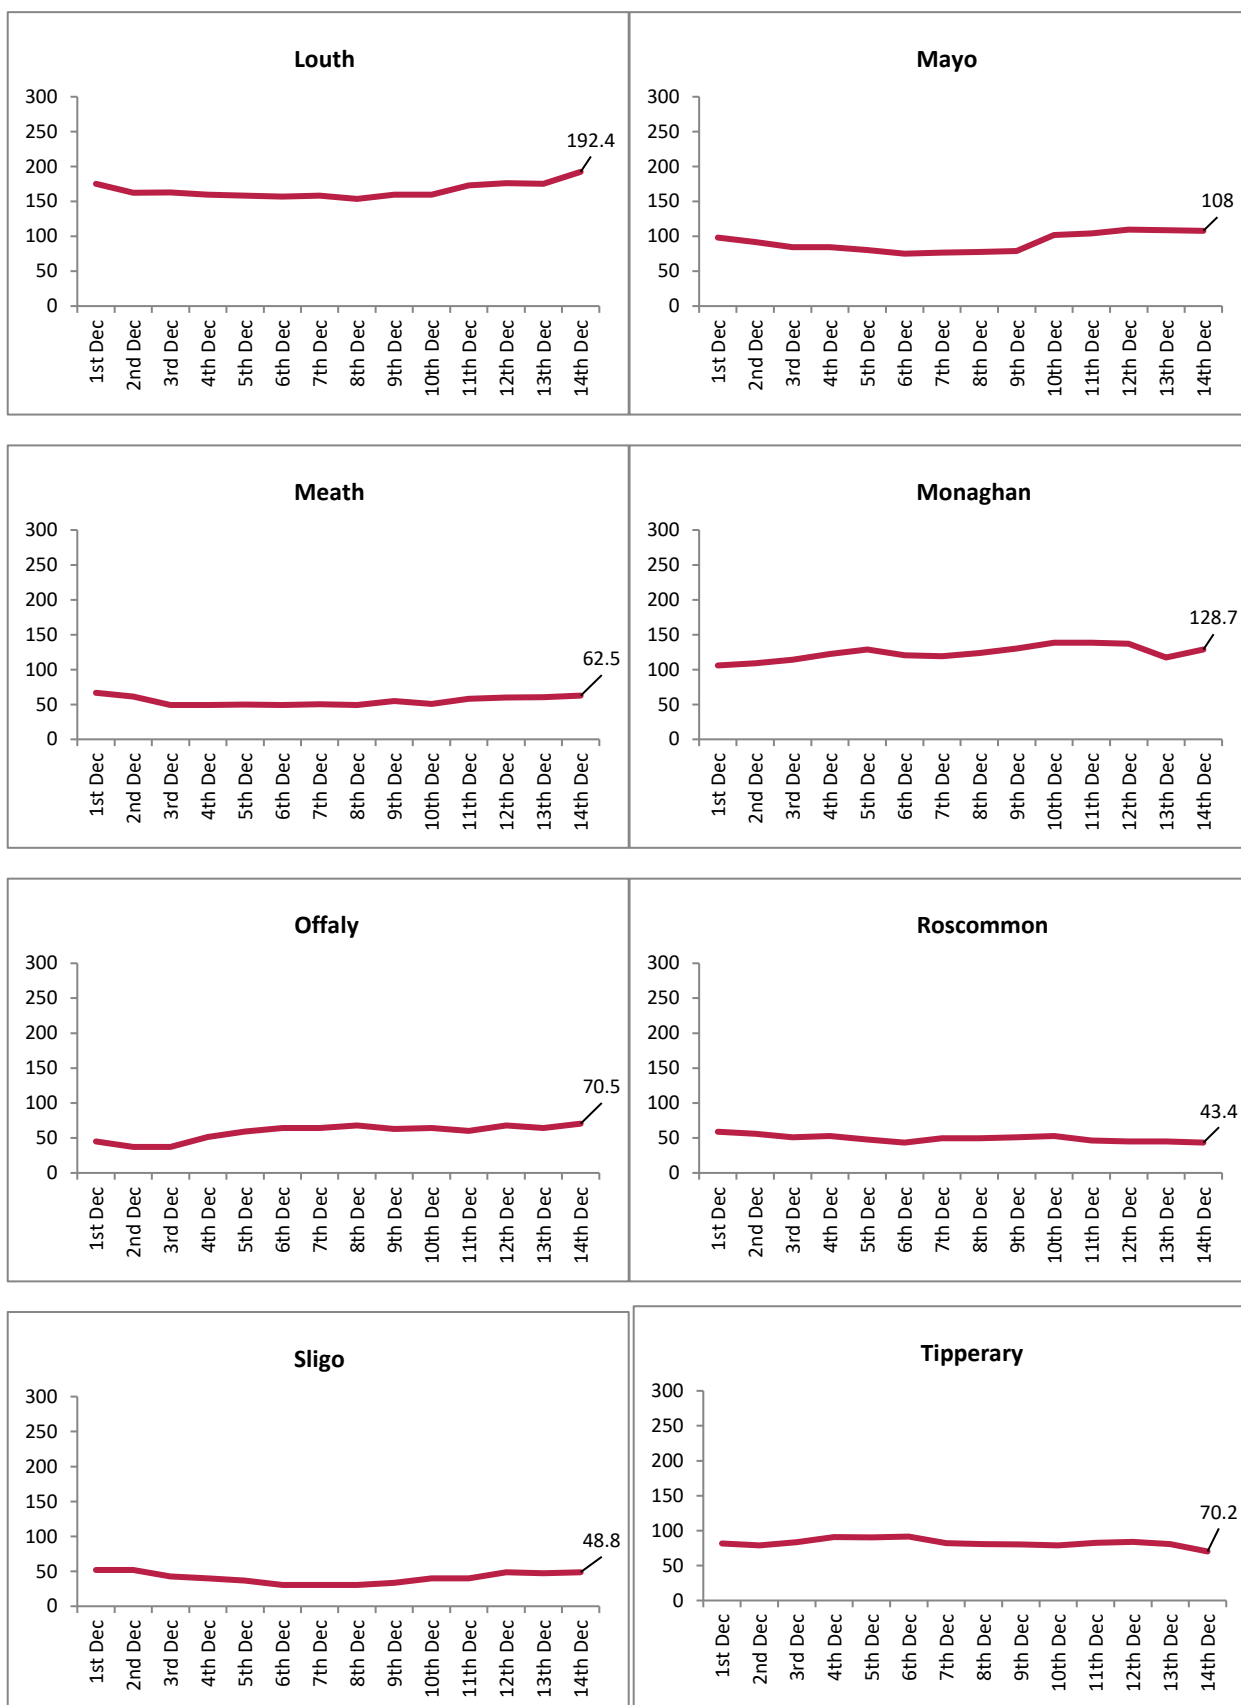 Louth
300
250
200
150
100
50
0
192.4
1st Dec
2nd Dec
3rd Dec
4th Dec
5th Dec
6th Dec
7th Dec
8th Dec
9th Dec
10th Dec
11th Dec
12th Dec
13th Dec
14th Dec
Mayo
300
250
200
150
100
50
0
108
1st Dec
2nd Dec
3rd Dec
4th Dec
5th Dec
6th Dec
7th Dec
8th Dec
9th Dec
10th Dec
11th Dec
12th Dec
13th Dec
14th Dec
Meath
300
250
200
150
100
50
0
62.5
1st Dec
2nd Dec
3rd Dec
4th Dec
5th Dec
6th Dec
7th Dec
8th Dec
9th Dec
10th Dec
11th Dec
12th Dec
13th Dec
14th Dec
Monaghan
300
250
200
150
100
50
0
128.7
1st Dec
2nd Dec
3rd Dec
4th Dec
5th Dec
6th Dec
7th Dec
8th Dec
9th Dec
10th Dec
11th Dec
12th Dec
13th Dec
14th Dec
Offaly
300
250
200
150
100
50
0
70.5
1st Dec
2nd Dec
3rd Dec
4th Dec
5th Dec
6th Dec
7th Dec
8th Dec
9th Dec
10th Dec
11th Dec
12th Dec
13th Dec
14th Dec
Roscommon
300
250
200
150
100
50
0
43.4
1st Dec
2nd Dec
3rd Dec
4th Dec
5th Dec
6th Dec
7th Dec
8th Dec
9th Dec
10th Dec
11th Dec
12th Dec
13th Dec
14th Dec
Sligo
300
250
200
150
100
50
0
48.8
1st Dec
2nd Dec
3rd Dec
4th Dec
5th Dec
6th Dec
7th Dec
8th Dec
9th Dec
10th Dec
11th Dec
12th Dec
13th Dec
14th Dec
Tipperary
300
250
200
150
100
50
0
70.2
1st Dec
2nd Dec
3rd Dec
4th Dec
5th Dec
6th Dec
7th Dec
8th Dec
9th Dec
10th Dec
11th Dec
12th Dec
13th Dec
14th Dec